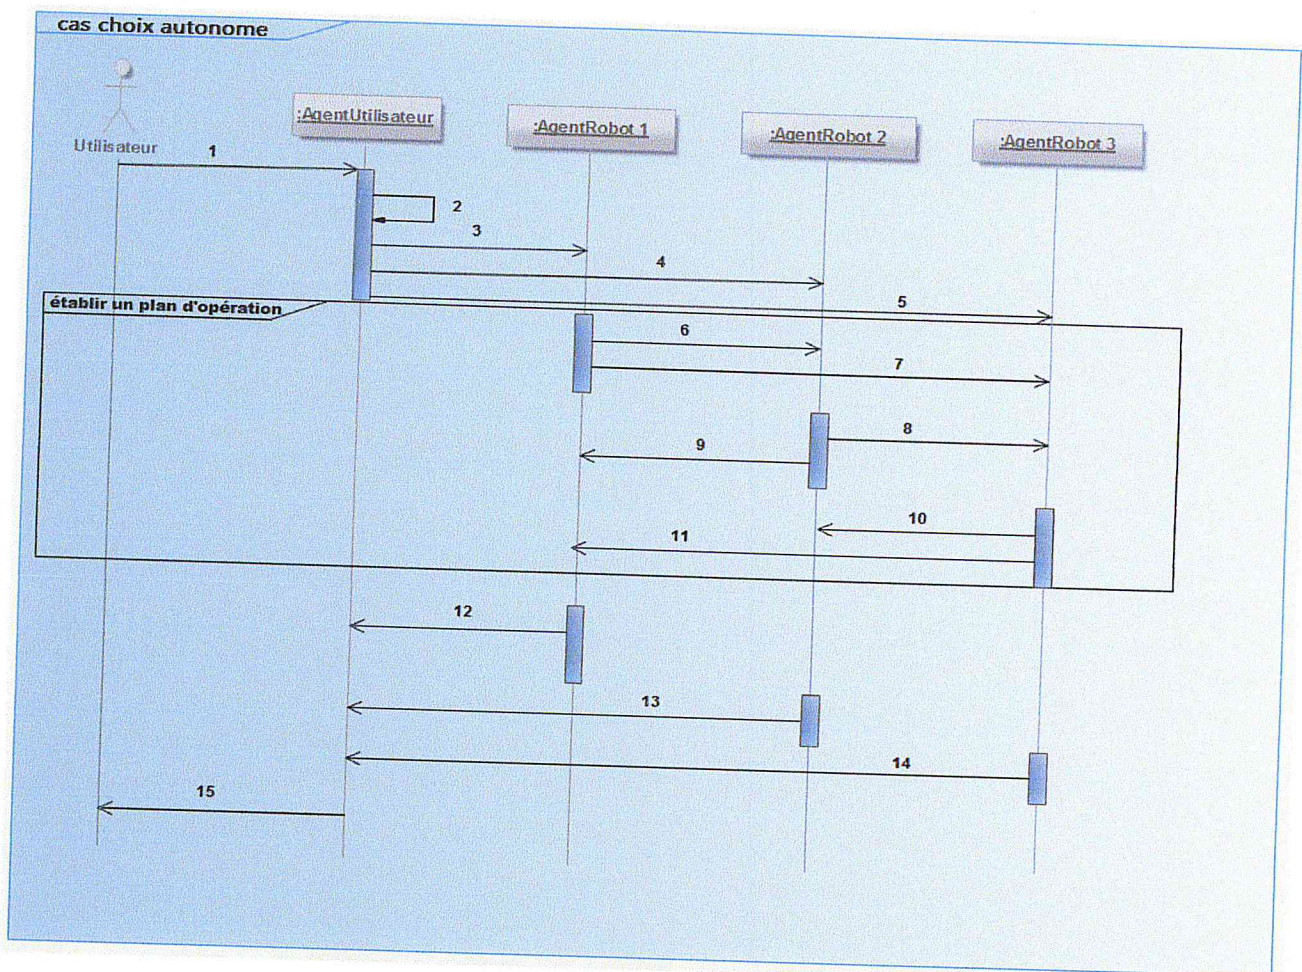 cas choix autonome
:AgentUtilisateur
:AgentRobot 1
:AgentRobot 2
:AgentRobot 3
Utilisateur
1
2
3
4
5
établir un plan d'opération
6
7
8
9
10
11
12
13
14
15